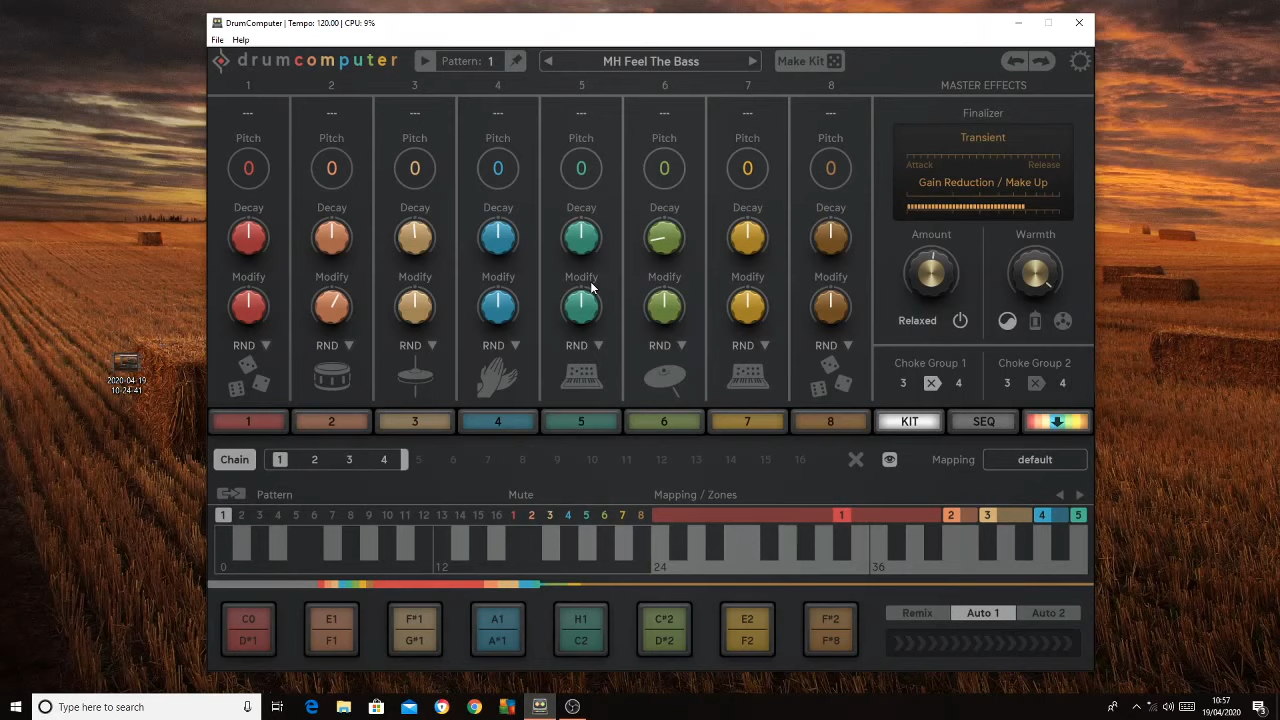 DrumComputer | Tempo: 120.00 | CPU: 9%
File Help
drumcomputer Pattern: 1 MH Feel The Bass Make Kit
1 2 3 4 5 6 7 8 MASTER EFFECTS
--- --- --- --- --- --- --- --- Finalizer
Pitch Pitch Pitch Pitch Pitch Pitch Pitch Pitch Transient
0 0 0 0 0 0 0 0 Attack Release
Gain Reduction / Make Up
Decay Decay Decay Decay Decay Decay Decay Decay
Amount Warmth
Modify Modify Modify Modify Modify Modify Modify Modify
Relaxed
RND RND RND RND RND RND RND RND
Choke Group 1 Choke Group 2
3 4 3 4
1 2 3 4 5 6 7 8 KIT SEQ
Chain 1 2 3 4 5 6 7 8 9 10 11 12 13 14 15 16 Mapping default
Pattern Mute Mapping / Zones
1 2 3 4 5 6 7 8 9 10 11 12 13 14 15 16 1 2 3 4 5 6 7 8 1 2 3 4 5
0 12 24 36
C0 E1 F#1 A1 H1 C#2 E2 F#2 Remix Auto 1 Auto 2
D#1 F1 G#1 A#1 C2 D#2 F2 F#8
2020-04-19
10-24-41
Type here to search
10:57
19/04/2020